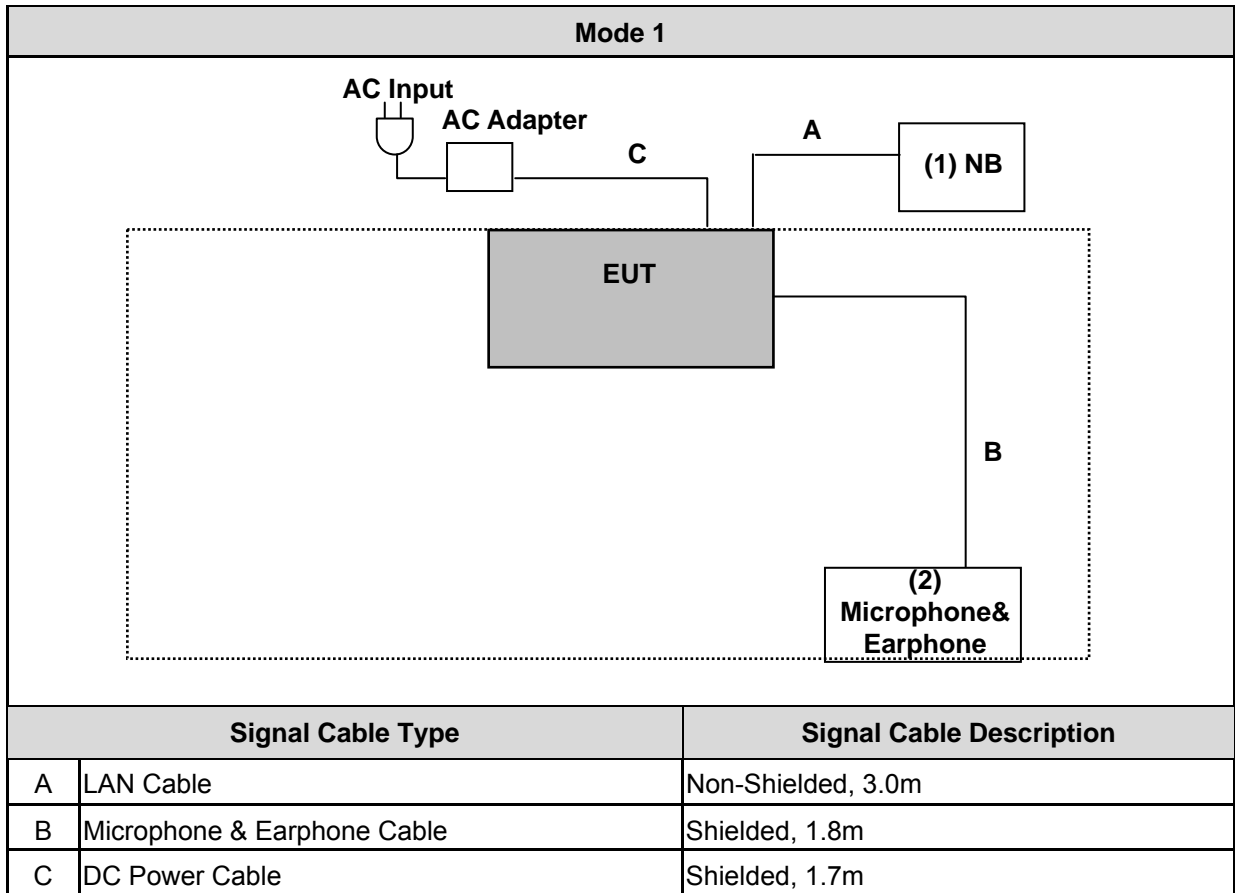 Mode 1
AC Input
AC Adapter
C
A
(1) NB
EUT
B
(2)
Microphone&
Earphone
Signal Cable Type Signal Cable Description
A LAN Cable Non-Shielded, 3.0m
B Microphone & Earphone Cable Shielded, 1.8m
C DC Power Cable Shielded, 1.7m